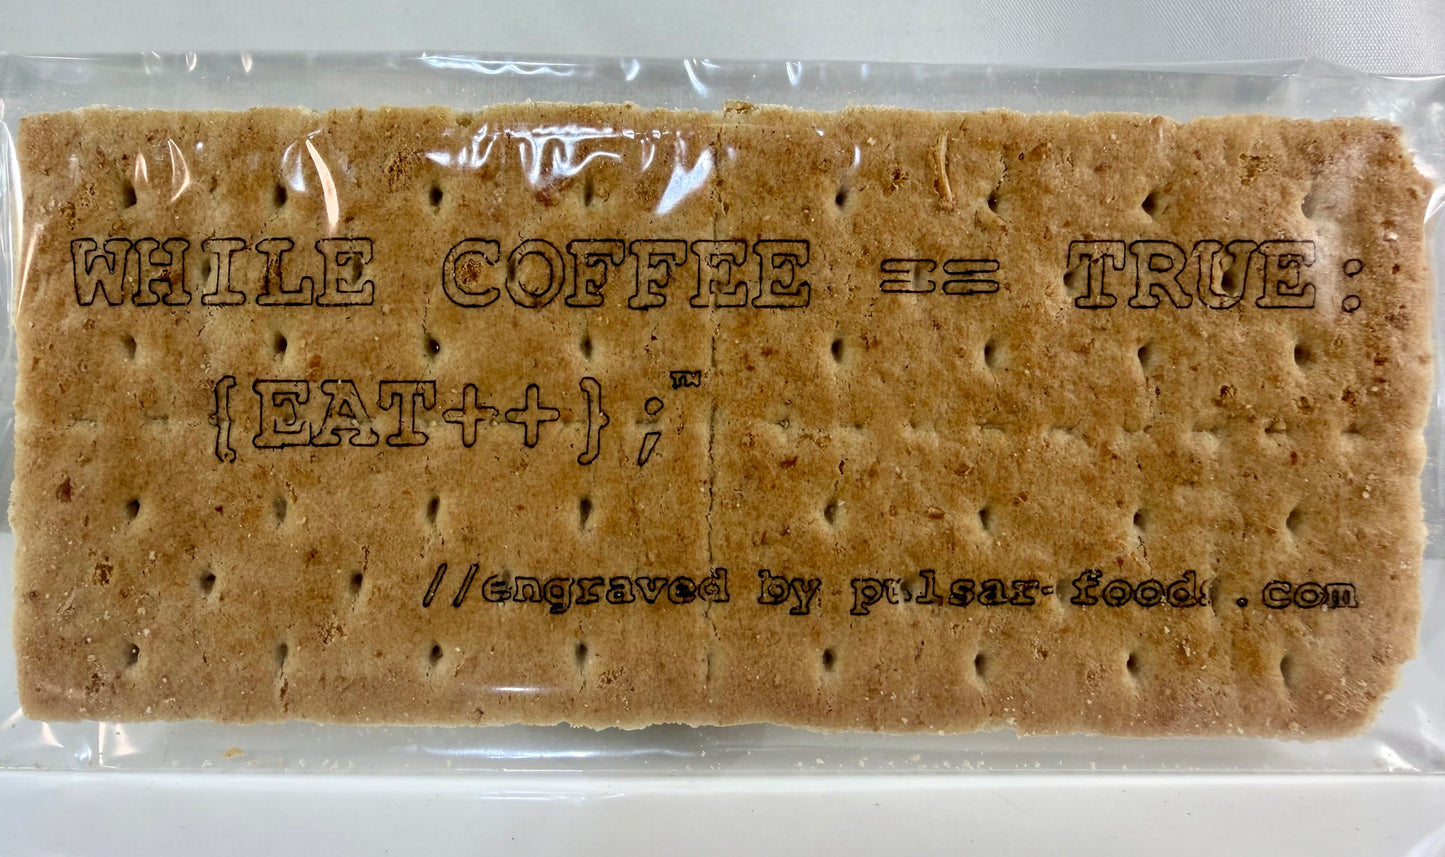 WHILE COFFEE == TRUE:
{EAT++};™
//engraved by pulsar-foods.com